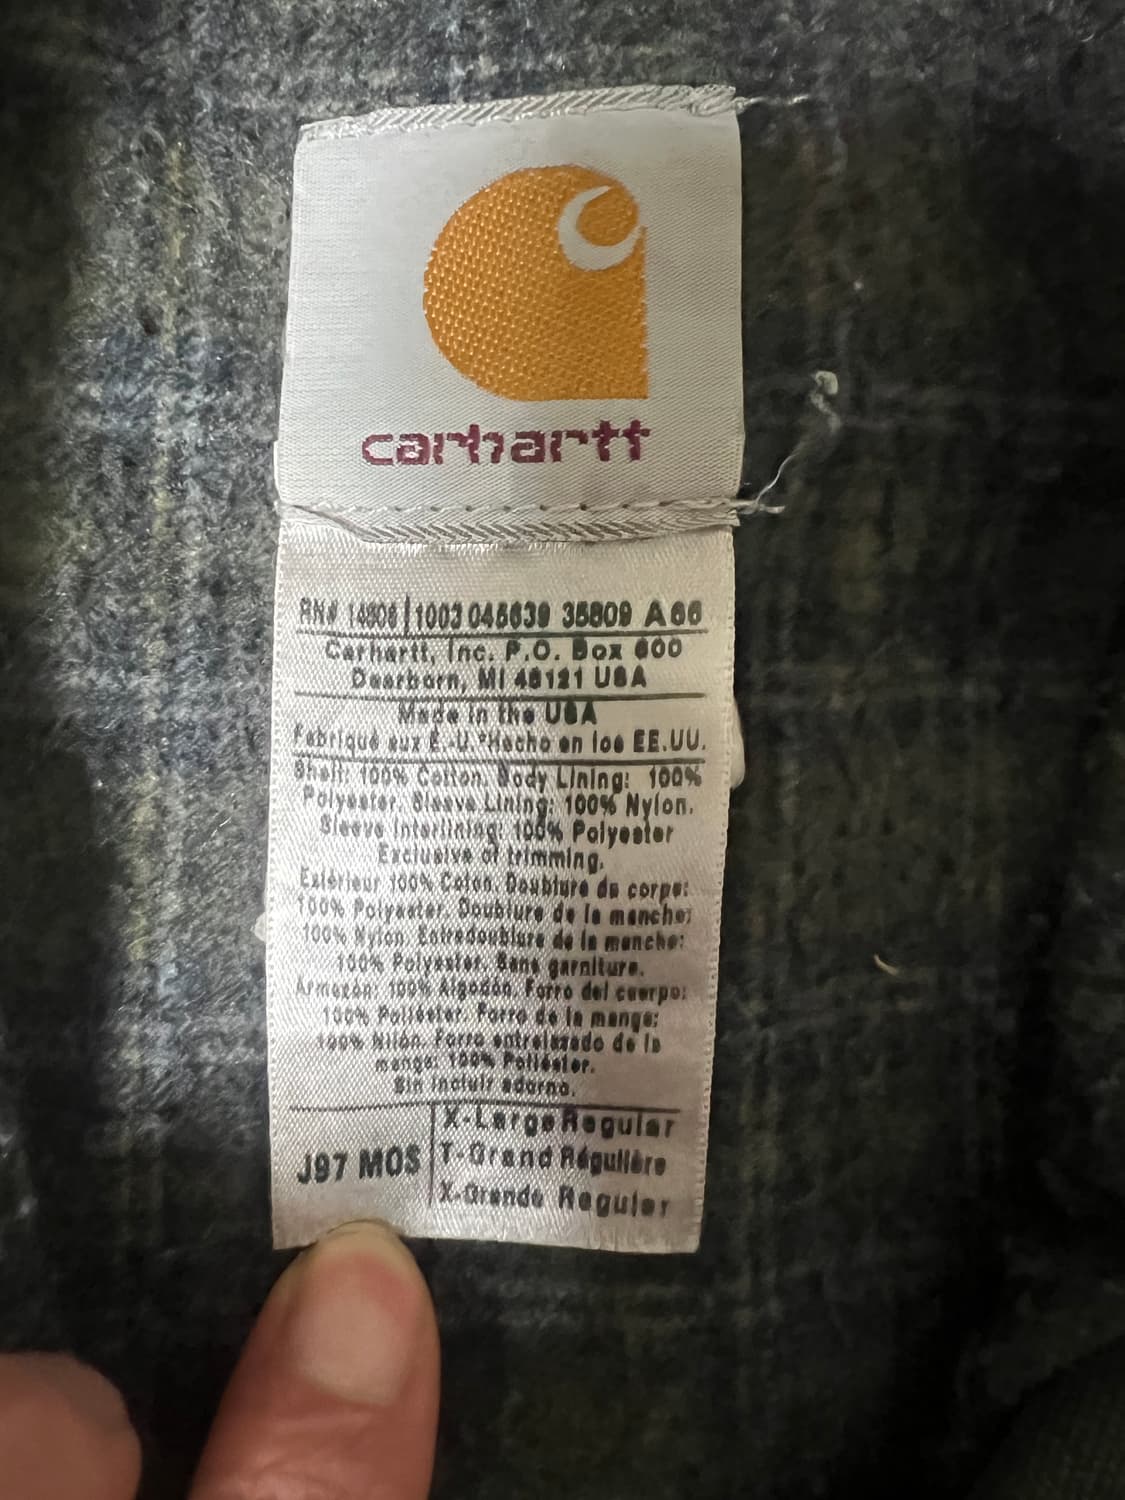 carhartt
RN# 14806 1003 045639 35809 A 66
Carhartt, Inc. P.O. Box 600
Dearborn, MI 48121 USA
Made in the USA
Fabriqué aux E.-U.*Hecho en los EE.UU.
Shell: 100% Cotton. Body Lining: 100%
Polyester. Sleeve Lining: 100% Nylon.
Sleeve Interlining: 100% Polyester
Exclusive of trimming.
Extérieur 100% Coton. Doublure du corps:
100% Polyester. Doublure de la manche:
100% Nylon. Entredoublure de la manche:
100% Polyester. Sans garniture.
Armazón: 100% Algodón. Forro del cuerpo:
100% Poliéster. Forro de la manga:
100% Nilón. Forro entrelazado de la
manga: 100% Poliéster.
Sin incluir adorno.
J97 MOS
X-Large Regular
T-Grand Régulière
X-Grande Regular